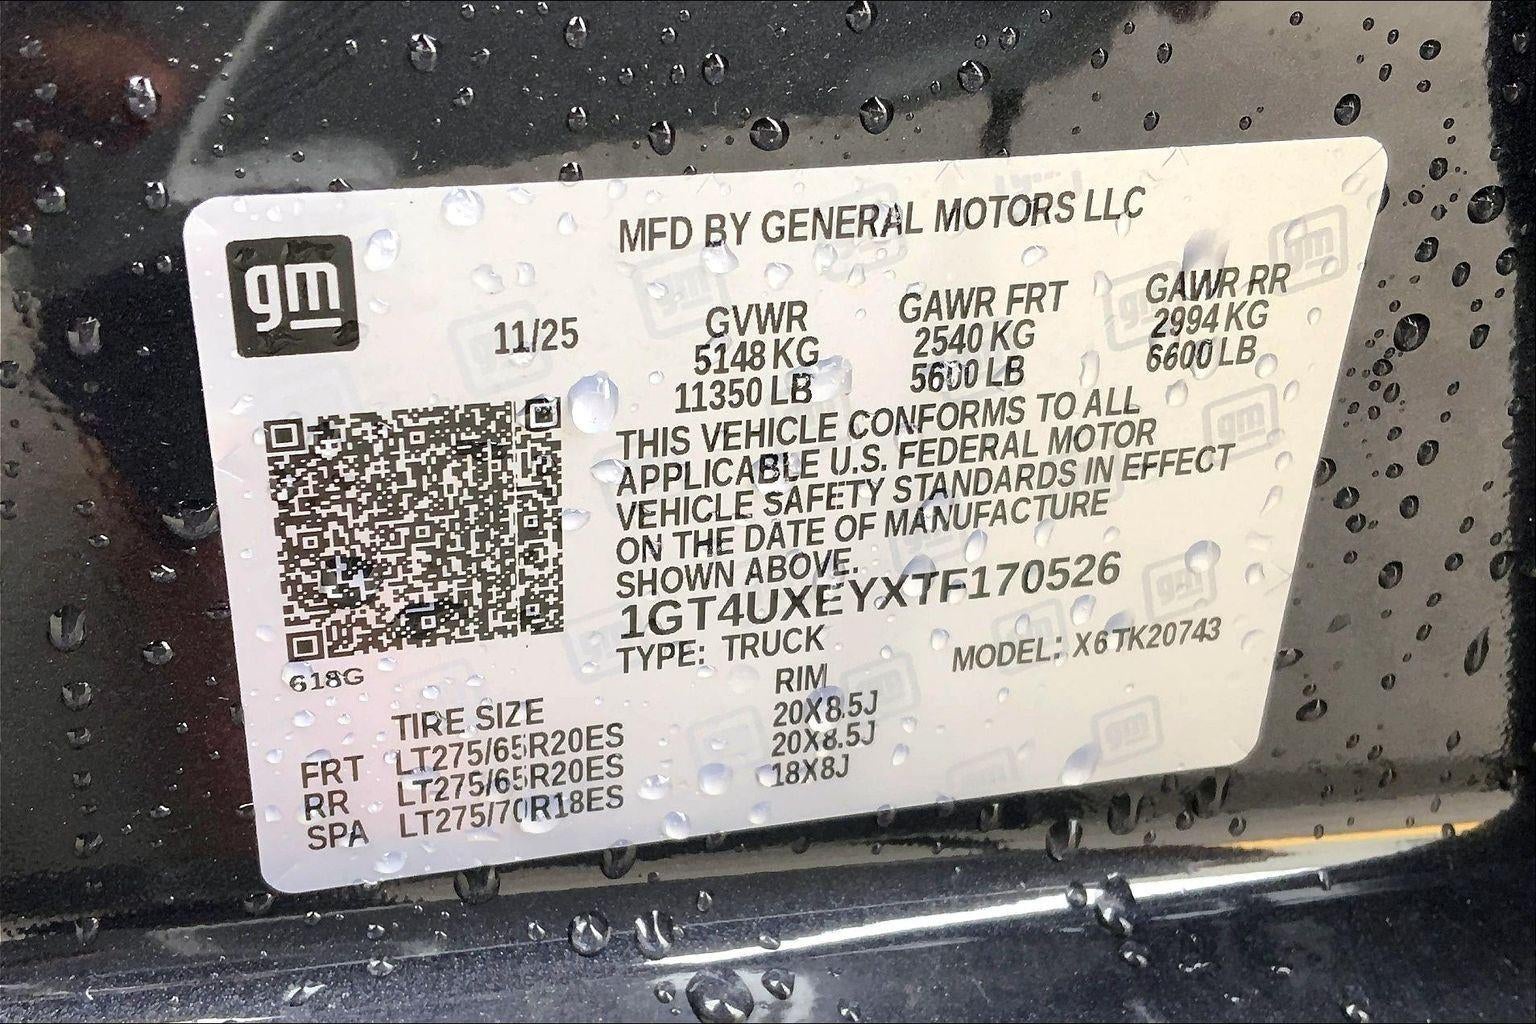 gm
MFD BY GENERAL MOTORS LLC
11/25
GVWR
5148 KG
11350 LB
GAWR FRT
2540 KG
5600 LB
GAWR RR
2994 KG
6600 LB
THIS VEHICLE CONFORMS TO ALL
APPLICABLE U.S. FEDERAL MOTOR
VEHICLE SAFETY STANDARDS IN EFFECT
ON THE DATE OF MANUFACTURE
SHOWN ABOVE.
1GT4UXEYXTF170526
TYPE: TRUCK
MODEL: X6TK20743
618G
TIRE SIZE RIM
FRT LT275/65R20ES 20X8.5J
RR LT275/65R20ES 20X8.5J
SPA LT275/70R18ES 18X8J